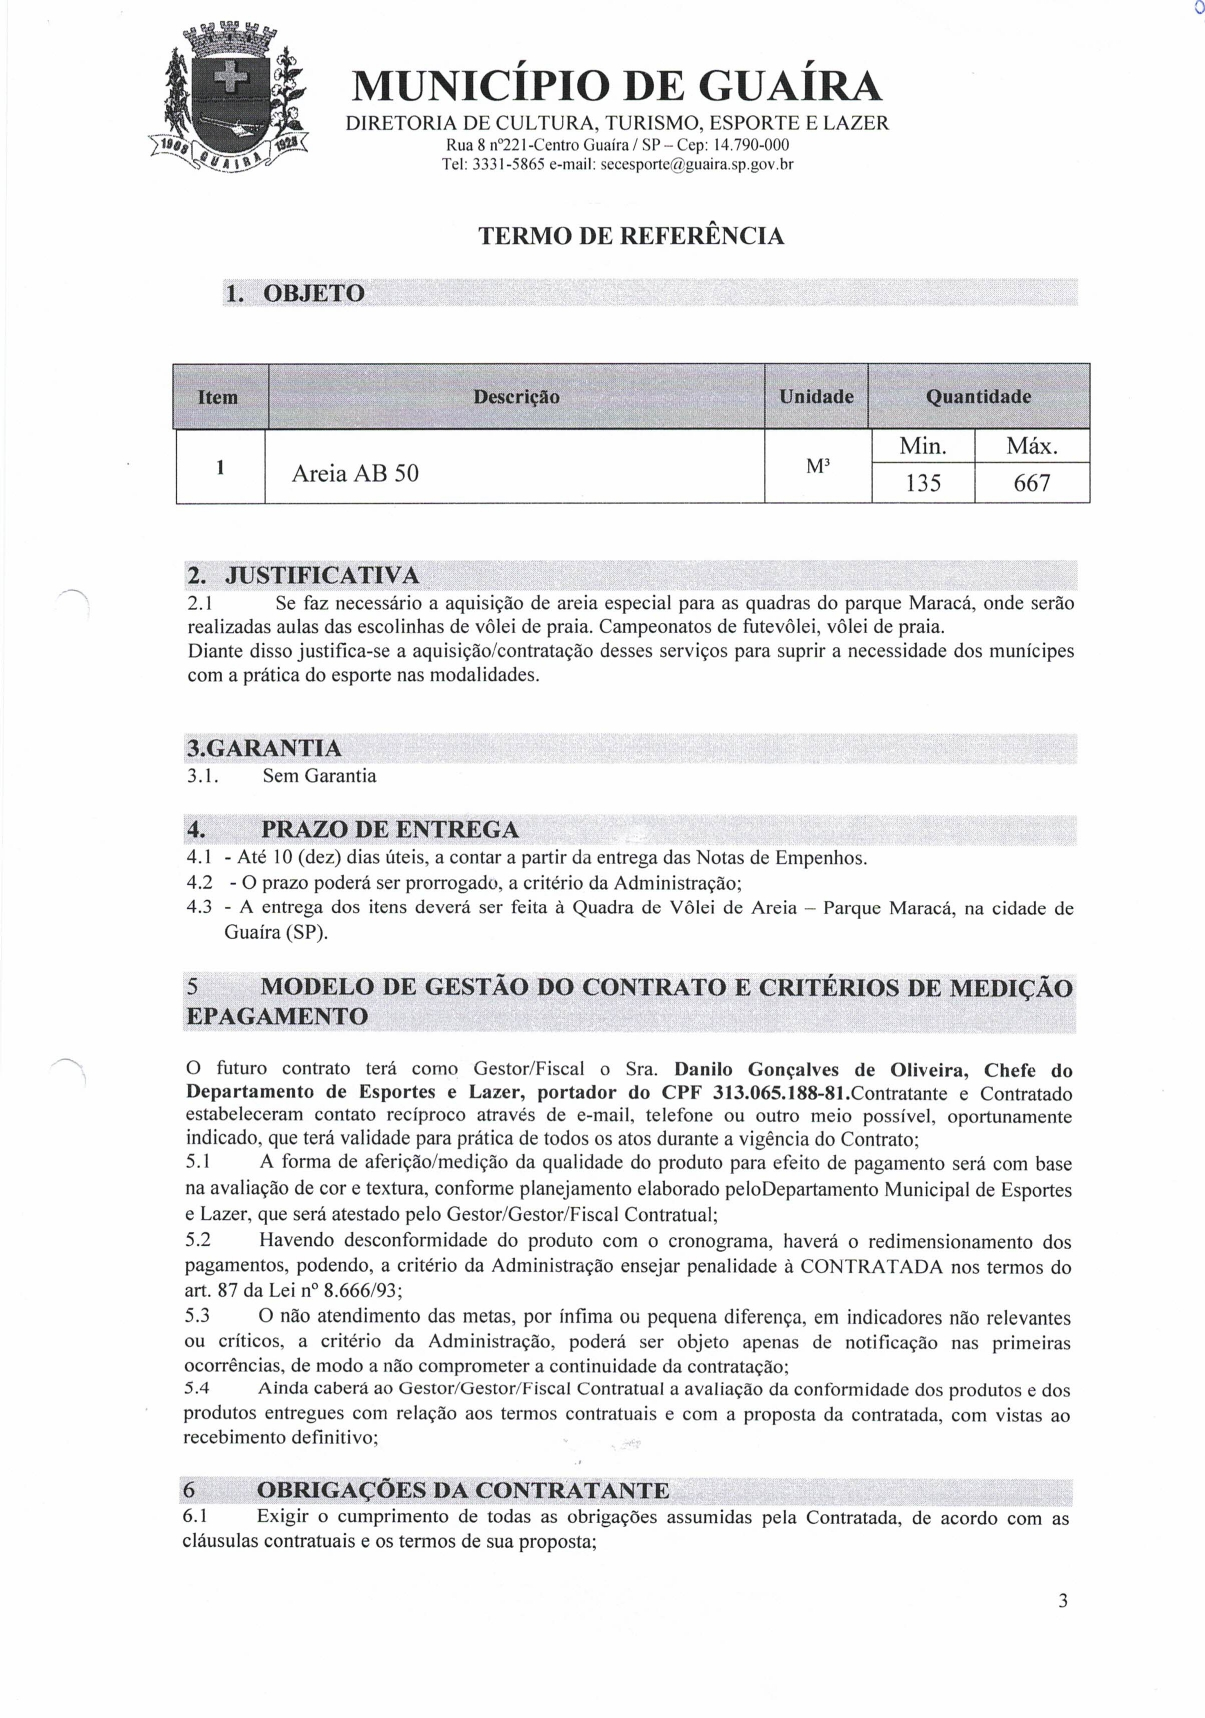 1908 GUAIRA 1928
MUNICÍPIO DE GUAÍRA
DIRETORIA DE CULTURA, TURISMO, ESPORTE E LAZER
Rua 8 nº221-Centro Guaíra / SP – Cep: 14.790-000
Tel: 3331-5865 e-mail: secesporte@guaira.sp.gov.br
TERMO DE REFERÊNCIA
1. OBJETO
Item Descrição Unidade Quantidade
1 Areia AB 50 M³ Min. Máx.
135 667
2. JUSTIFICATIVA
2.1 Se faz necessário a aquisição de areia especial para as quadras do parque Maracá, onde serão
realizadas aulas das escolinhas de vôlei de praia. Campeonatos de futevôlei, vôlei de praia.
Diante disso justifica-se a aquisição/contratação desses serviços para suprir a necessidade dos munícipes
com a prática do esporte nas modalidades.
3.GARANTIA
3.1. Sem Garantia
4. PRAZO DE ENTREGA
4.1 - Até 10 (dez) dias úteis, a contar a partir da entrega das Notas de Empenhos.
4.2 - O prazo poderá ser prorrogado, a critério da Administração;
4.3 - A entrega dos itens deverá ser feita à Quadra de Vôlei de Areia – Parque Maracá, na cidade de
Guaíra (SP).
5 MODELO DE GESTÃO DO CONTRATO E CRITÉRIOS DE MEDIÇÃO
EPAGAMENTO
O futuro contrato terá como Gestor/Fiscal o Sra. Danilo Gonçalves de Oliveira, Chefe do
Departamento de Esportes e Lazer, portador do CPF 313.065.188-81.Contratante e Contratado
estabeleceram contato recíproco através de e-mail, telefone ou outro meio possível, oportunamente
indicado, que terá validade para prática de todos os atos durante a vigência do Contrato;
5.1 A forma de aferição/medição da qualidade do produto para efeito de pagamento será com base
na avaliação de cor e textura, conforme planejamento elaborado peloDepartamento Municipal de Esportes
e Lazer, que será atestado pelo Gestor/Gestor/Fiscal Contratual;
5.2 Havendo desconformidade do produto com o cronograma, haverá o redimensionamento dos
pagamentos, podendo, a critério da Administração ensejar penalidade à CONTRATADA nos termos do
art. 87 da Lei nº 8.666/93;
5.3 O não atendimento das metas, por ínfima ou pequena diferença, em indicadores não relevantes
ou críticos, a critério da Administração, poderá ser objeto apenas de notificação nas primeiras
ocorrências, de modo a não comprometer a continuidade da contratação;
5.4 Ainda caberá ao Gestor/Gestor/Fiscal Contratual a avaliação da conformidade dos produtos e dos
produtos entregues com relação aos termos contratuais e com a proposta da contratada, com vistas ao
recebimento definitivo;
6 OBRIGAÇÕES DA CONTRATANTE
6.1 Exigir o cumprimento de todas as obrigações assumidas pela Contratada, de acordo com as
cláusulas contratuais e os termos de sua proposta;
3